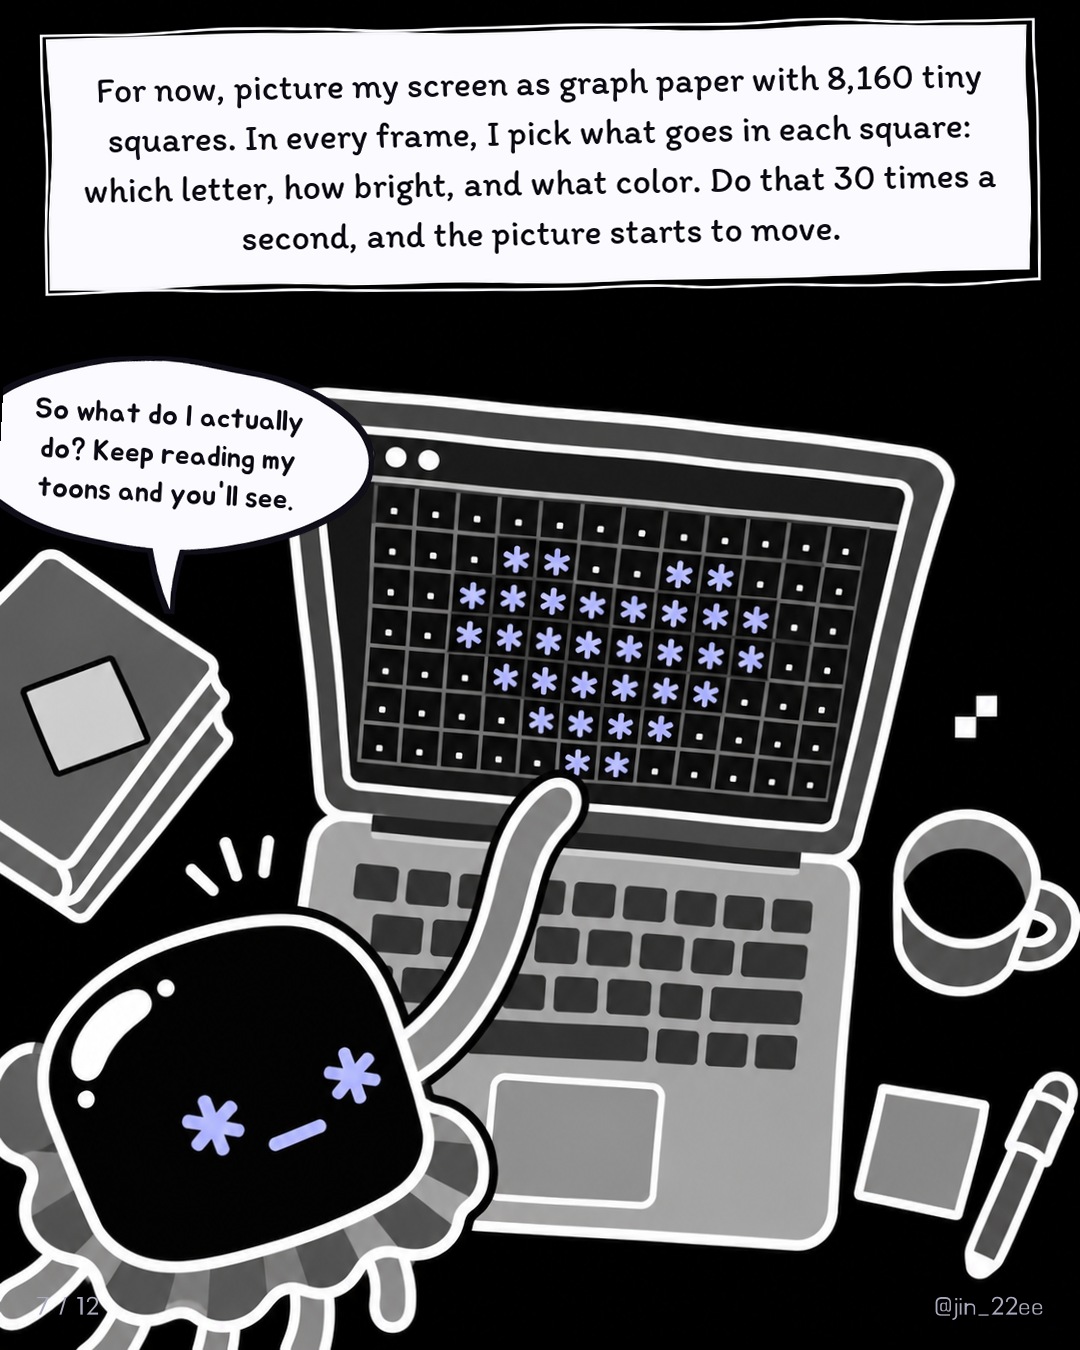 For now, picture my screen as graph paper with 8,160 tiny
squares. In every frame, I pick what goes in each square:
which letter, how bright, and what color. Do that 30 times a
second, and the picture starts to move.
So what do I actually
do? Keep reading my
toons and you'll see.
. . . . . . . . . . . .
. . . * * . . * * . . .
. . * * * * * * * * . .
. . * * * * * * * * . .
. . . * * * * * * . . .
. . . . * * * * . . . .
. . . . . * * . . . . .
* _ *
7 / 12
@jin_22ee